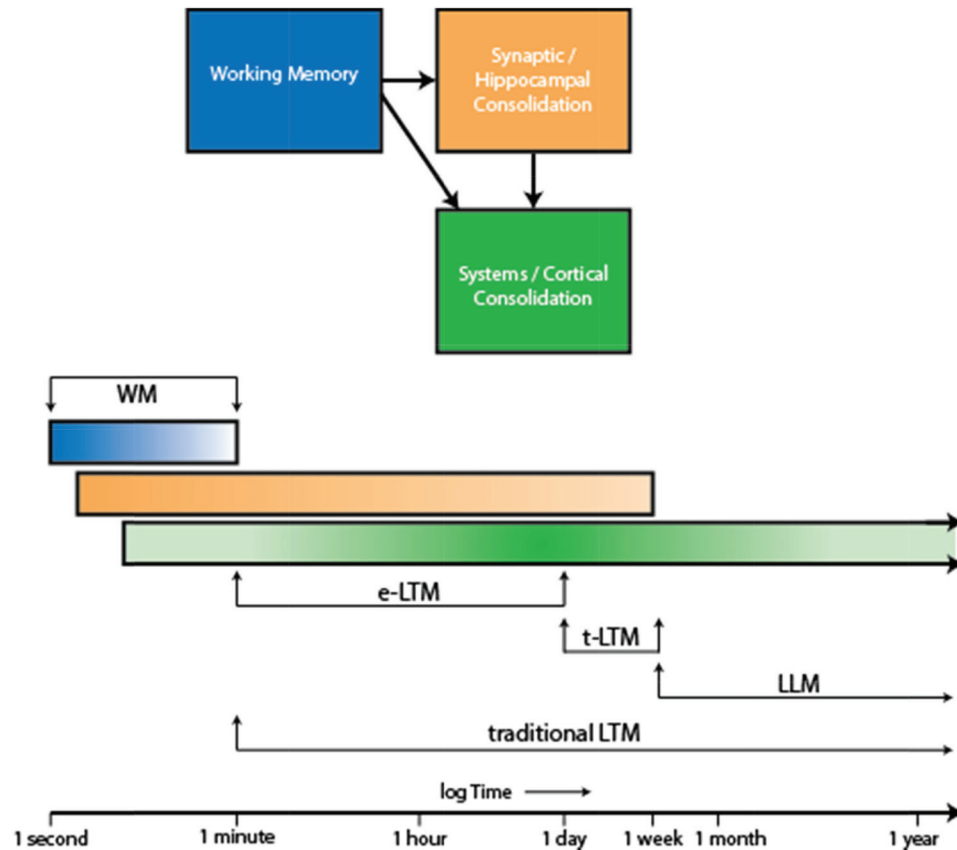 Working Memory
Synaptic /
Hippocampal
Consolidation
Systems / Cortical
Consolidation
WM
e-LTM
t-LTM
LLM
traditional LTM
log Time
1 second
1 minute
1 hour
1 day
1 week
1 month
1 year